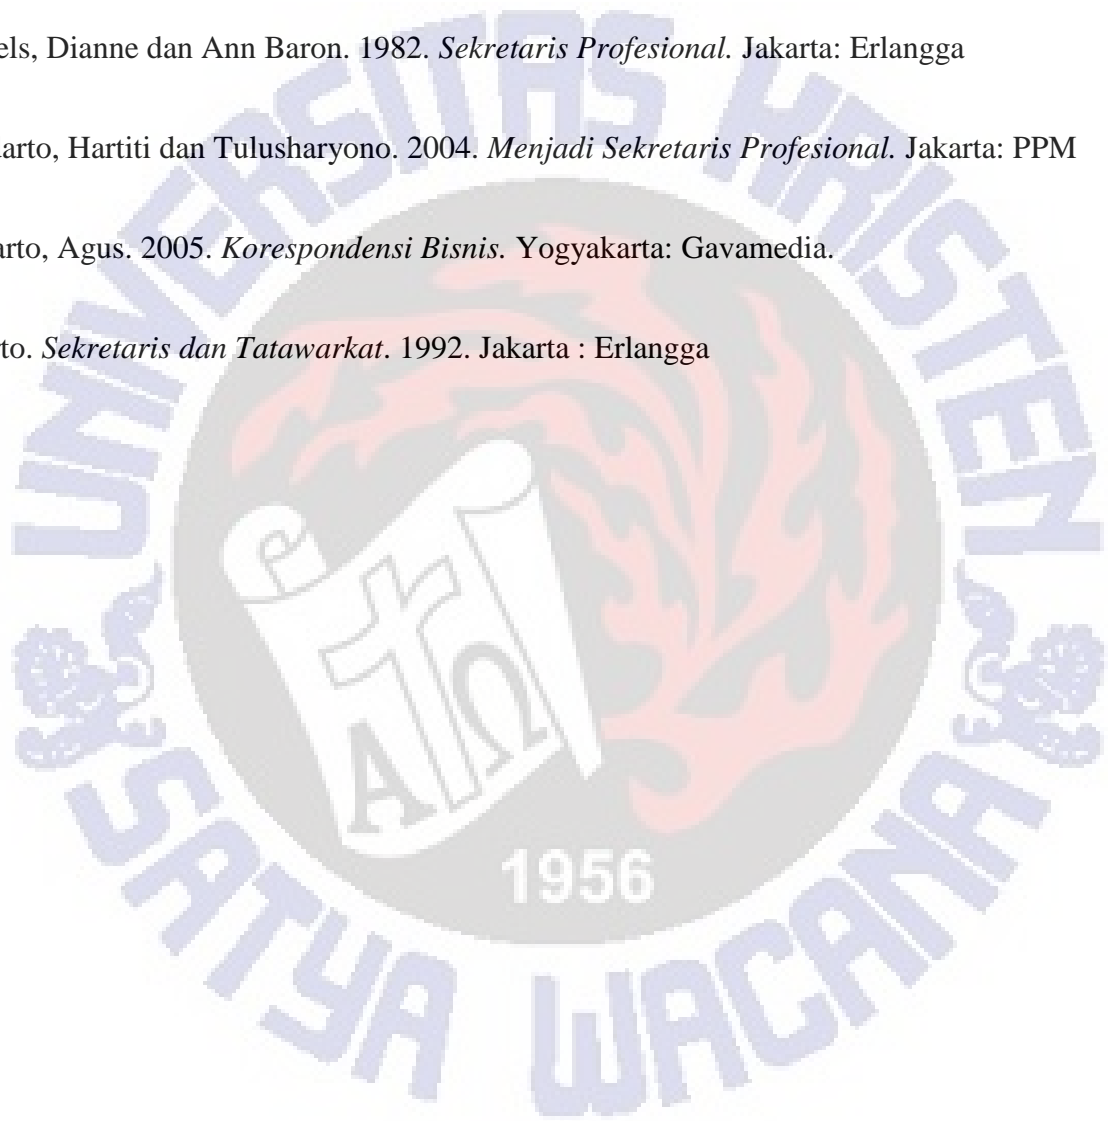 els, Dianne dan Ann Baron. 1982. Sekretaris Profesional. Jakarta: Erlangga
arto, Hartiti dan Tulusharyono. 2004. Menjadi Sekretaris Profesional. Jakarta: PPM
arto, Agus. 2005. Korespondensi Bisnis. Yogyakarta: Gavamedia.
to. Sekretaris dan Tatawarkat. 1992. Jakarta : Erlangga
UNIVERSITAS KRISTEN
SATYA WACANA
A Ω
1956